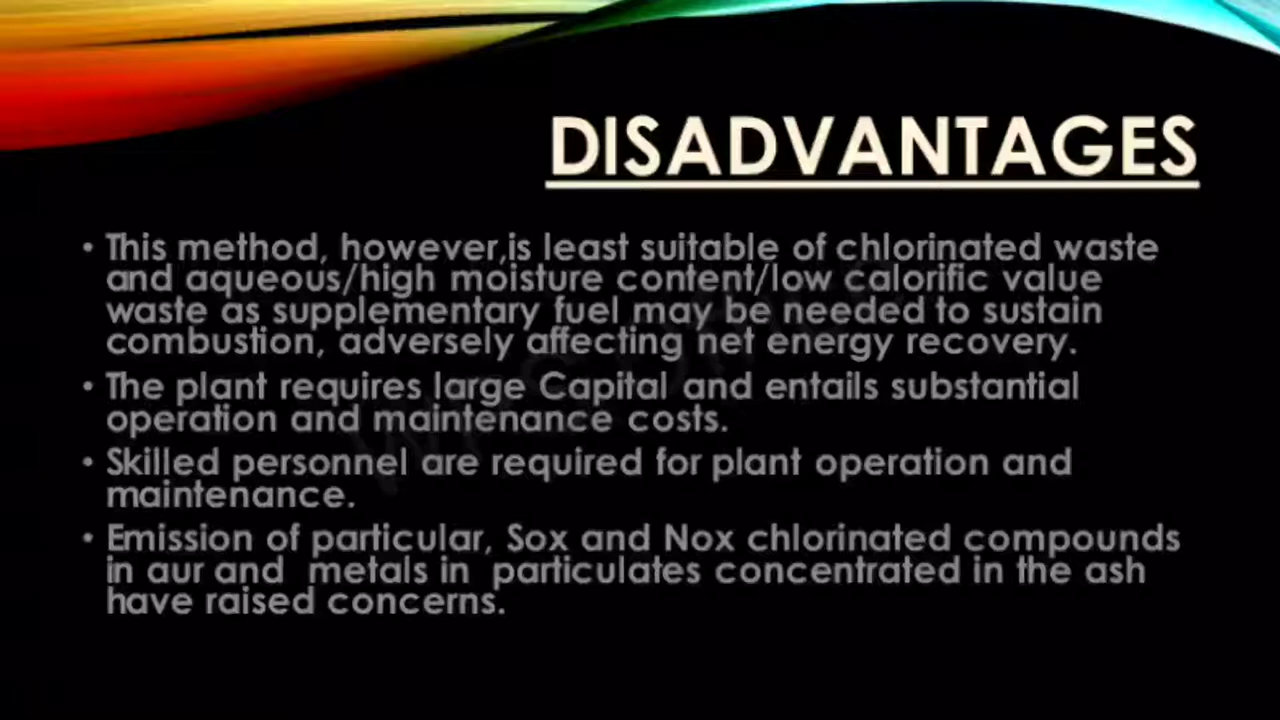 DISADVANTAGES
• This method, however,is least suitable of chlorinated waste
and aqueous/high moisture content/low calorific value
waste as supplementary fuel may be needed to sustain
combustion, adversely affecting net energy recovery.
• The plant requires large Capital and entails substantial
operation and maintenance costs.
• Skilled personnel are required for plant operation and
maintenance.
• Emission of particular, Sox and Nox chlorinated compounds
in aur and  metals in  particulates concentrated in the ash
have raised concerns.